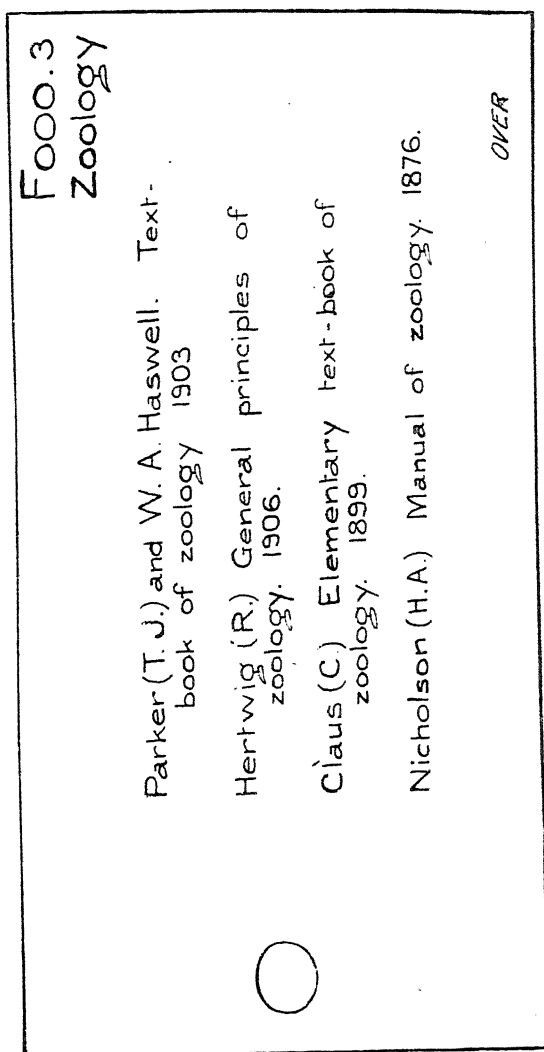 F000.3
Zoology
Parker (T. J.) and W. A. Haswell. Text-
book of zoology 1903
Hertwig (R.) General principles of
zoology. 1906.
Claus (C.) Elementary text-book of
zoology. 1899.
Nicholson (H.A.) Manual of zoology. 1876.
OVER